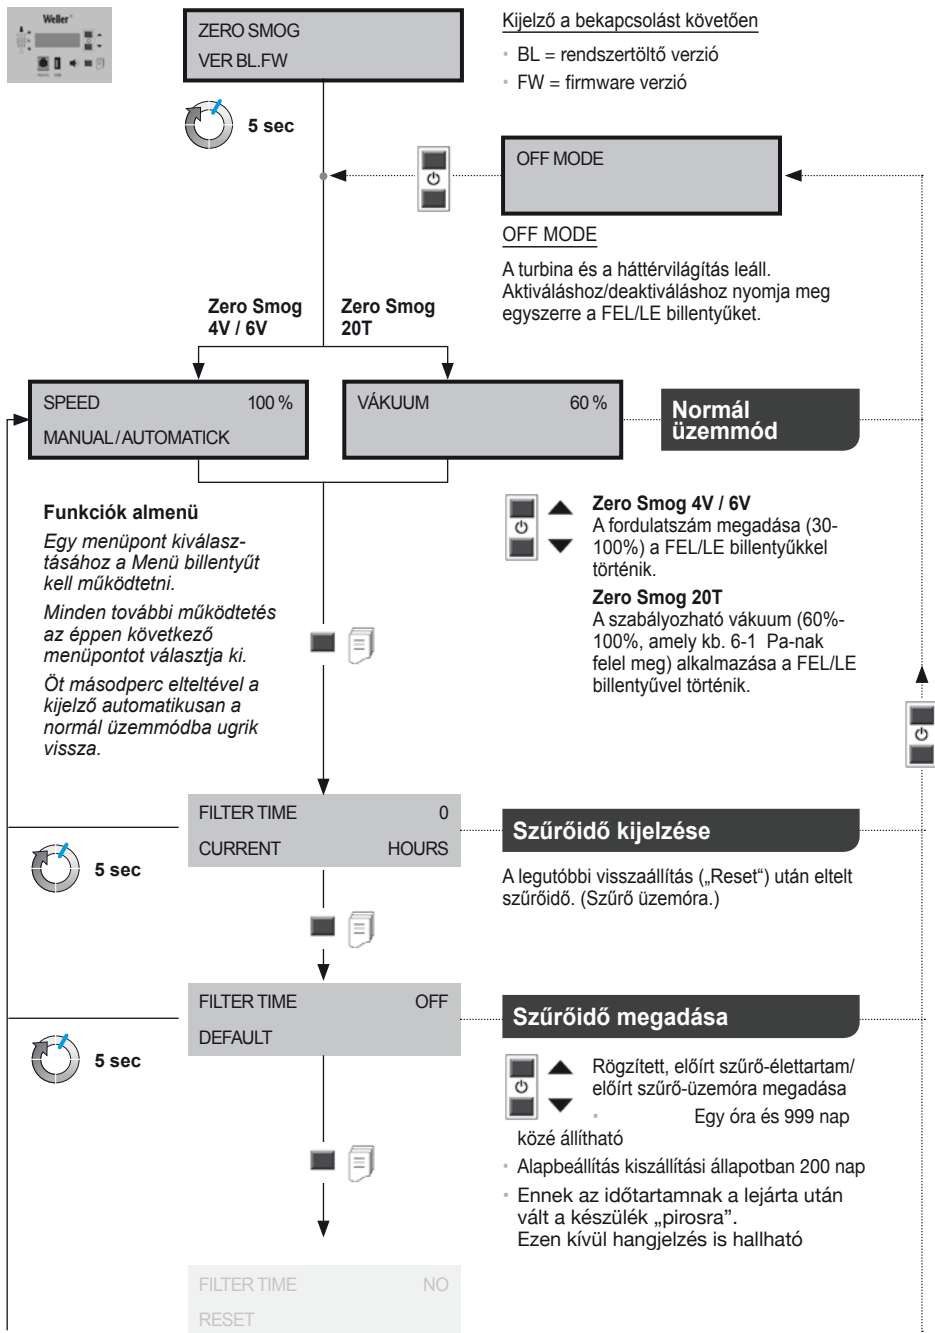 Weller
ZERO SMOG
VER BL.FW
Kijelző a bekapcsolást követően
• BL = rendszertöltő verzió
• FW = firmware verzió
5 sec
OFF MODE
OFF MODE
A turbina és a háttérvilágítás leáll.
Aktiváláshoz/deaktiváláshoz nyomja meg
egyszerre a FEL/LE billentyűket.
Zero Smog
4V / 6V
Zero Smog
20T
SPEED 100 %
MANUAL/AUTOMATICK
VÁKUUM 60 %
Normál
üzemmód
Funkciók almenü
Egy menüpont kiválasz-
tásához a Menü billentyűt
kell működtetni.
Minden további működtetés
az éppen következő
menüpontot választja ki.
Öt másodperc elteltével a
kijelző automatikusan a
normál üzemmódba ugrik
vissza.
Zero Smog 4V / 6V
A fordulatszám megadása (30-
100%) a FEL/LE billentyűkkel
történik.
Zero Smog 20T
A szabályozható vákuum (60%-
100%, amely kb. 6-1 Pa-nak
felel meg) alkalmazása a FEL/LE
billentyűvel történik.
FILTER TIME 0
CURRENT HOURS
5 sec
Szűrőidő kijelzése
A legutóbbi visszaállítás („Reset“) után eltelt
szűrőidő. (Szűrő üzemóra.)
FILTER TIME OFF
DEFAULT
5 sec
Szűrőidő megadása
Rögzített, előírt szűrő-élettartam/
előírt szűrő-üzemóra megadása
• Egy óra és 999 nap
közé állítható
• Alapbeállítás kiszállítási állapotban 200 nap
• Ennek az időtartamnak a lejárta után
vált a készülék „pirosra”.
Ezen kívül hangjelzés is hallható
FILTER TIME NO
RESET